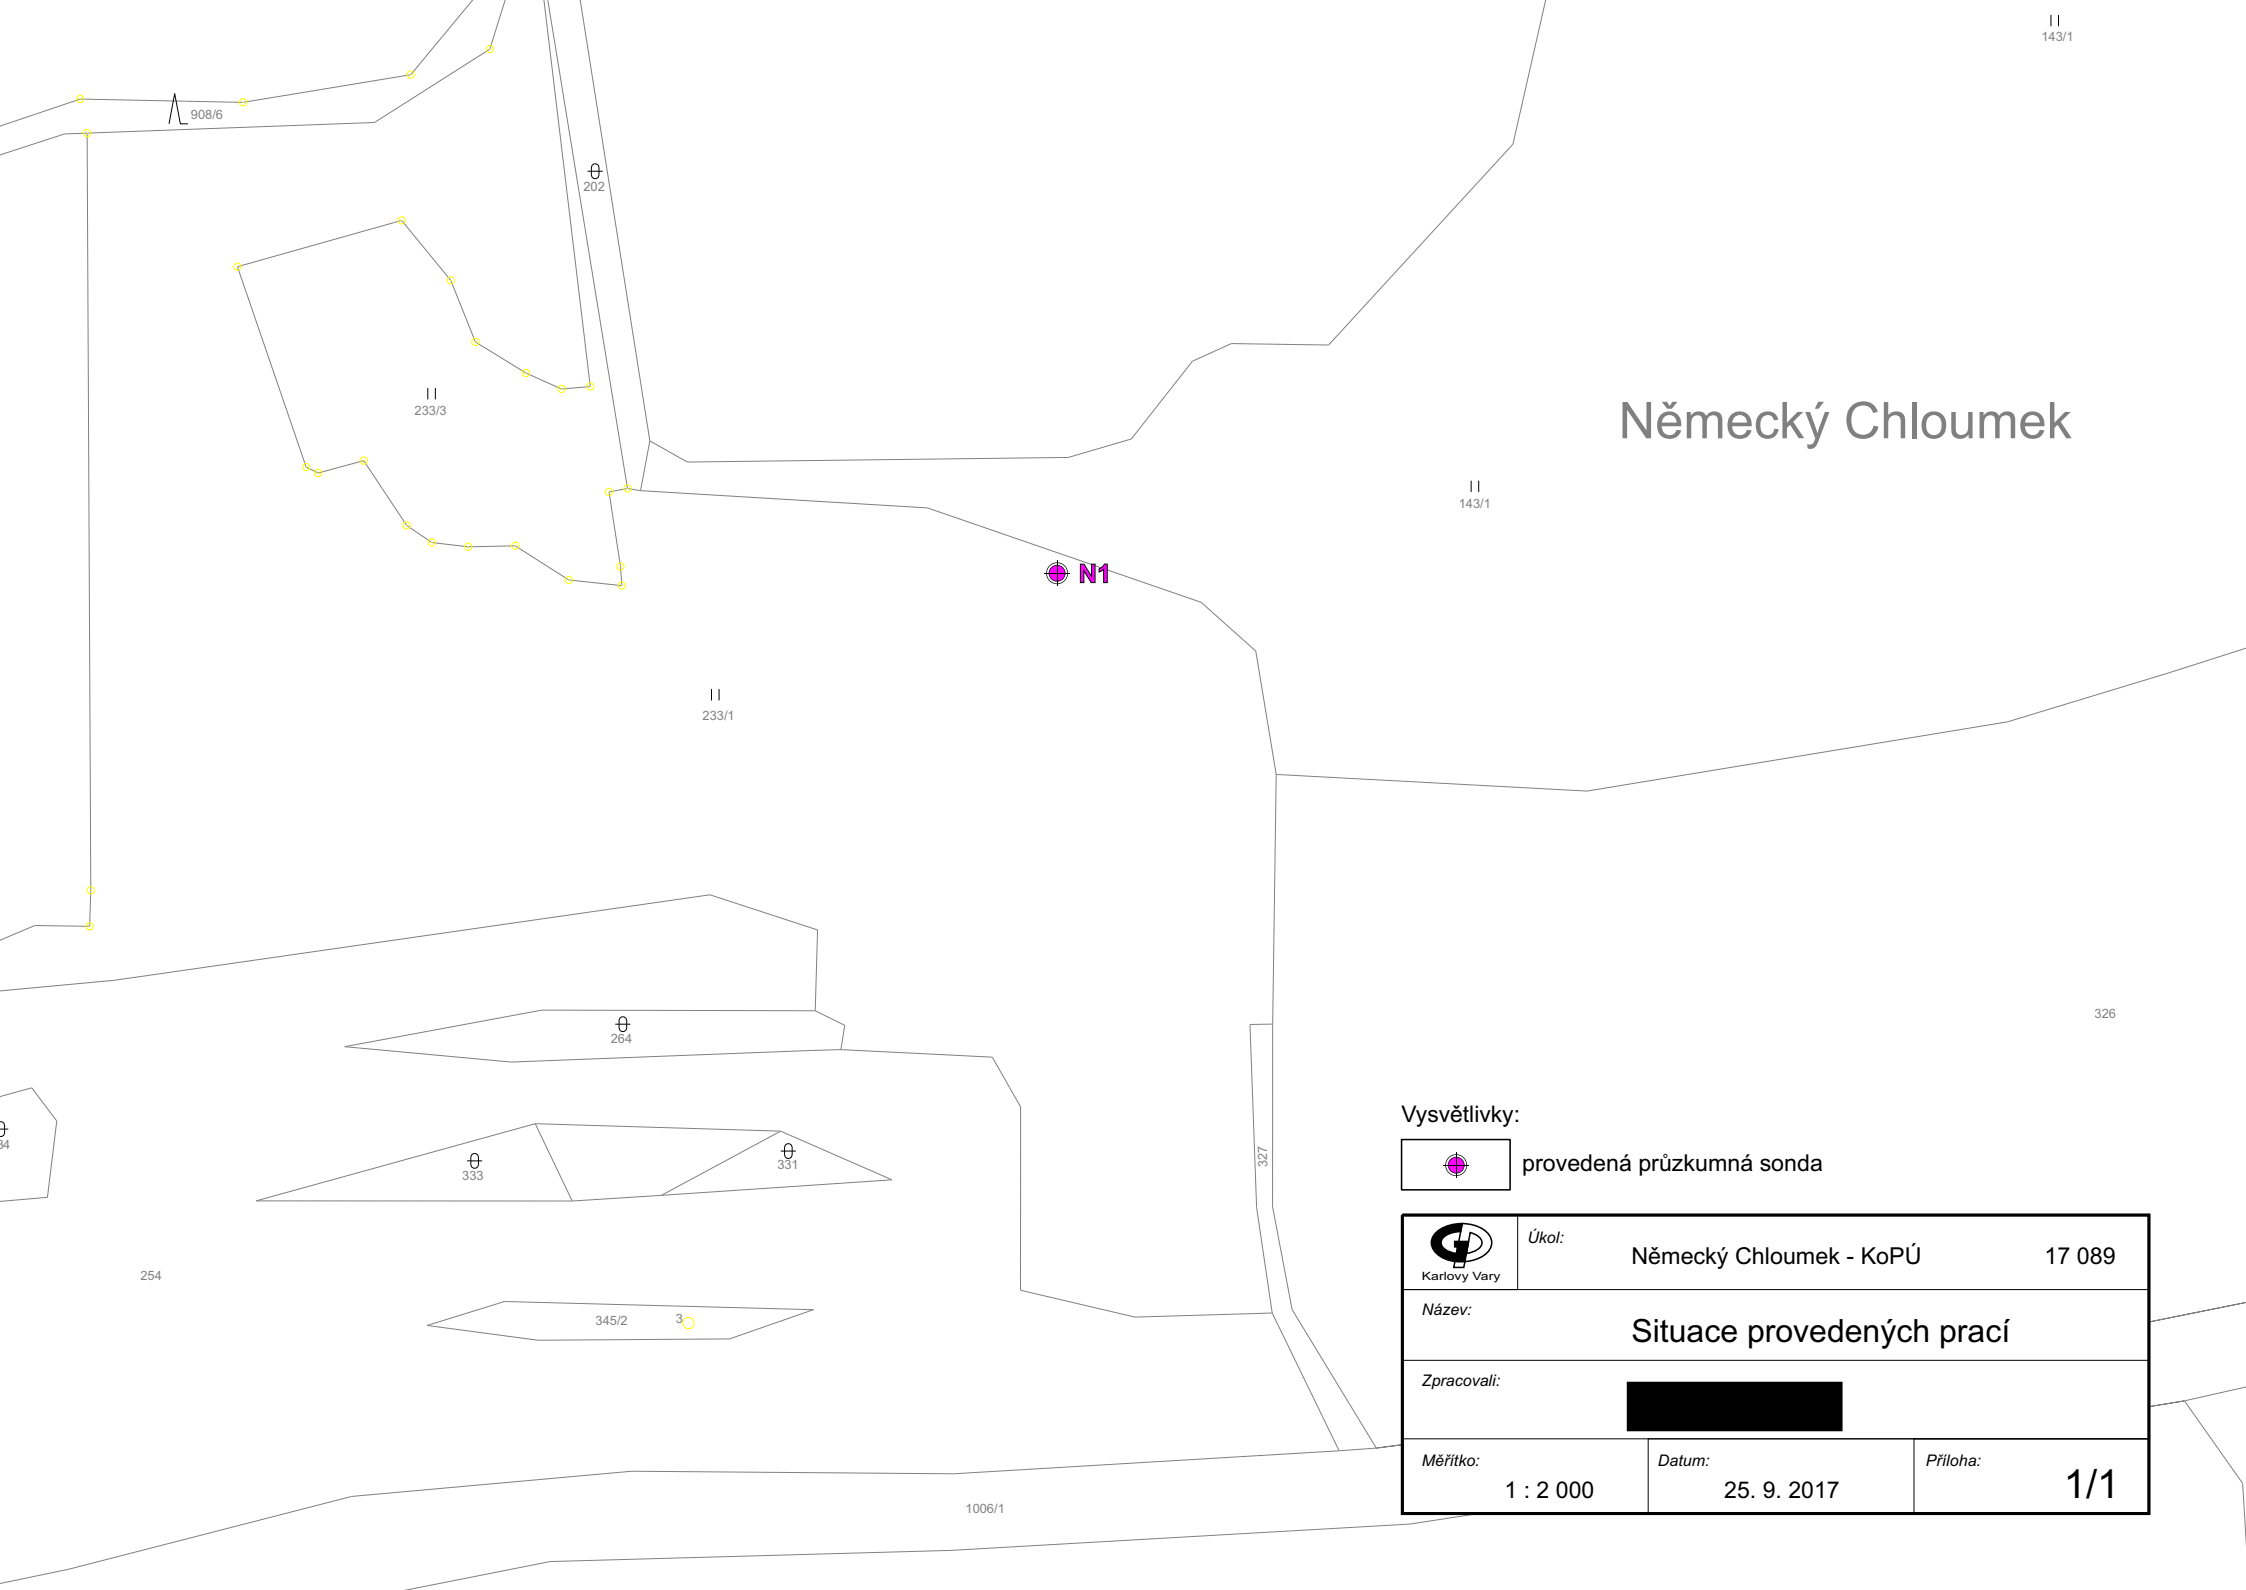 143/1
908/6
202
233/3
Německý Chloumek
143/1
N1
233/1
326
264
333
331
327
254
345/2
3
1006/1
Vysvětlivky:
provedená průzkumná sonda
Karlovy Vary
Úkol:
Německý Chloumek - KoPÚ
17 089
Název:
Situace provedených prací
Zpracovali:
Měřítko:
1 : 2 000
Datum:
25. 9. 2017
Příloha:
1/1